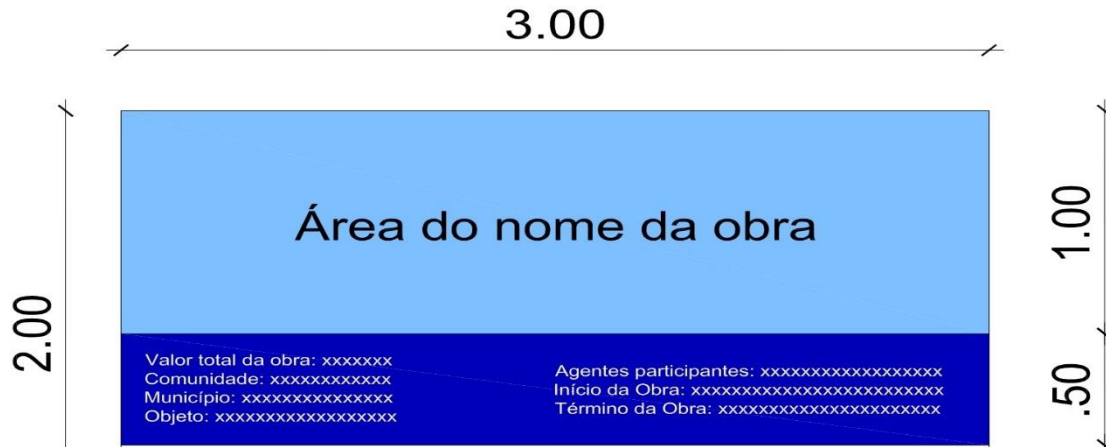 3.00
Área do nome da obra
1.00
2.00
Valor total da obra: xxxxxxx
Comunidade: xxxxxxxxxxxx
Município: xxxxxxxxxxxxxxx
Objeto: xxxxxxxxxxxxxxxxxx
Agentes participantes: xxxxxxxxxxxxxxxxxx
Início da Obra: xxxxxxxxxxxxxxxxxxxxxxxxx
Término da Obra: xxxxxxxxxxxxxxxxxxxxxx
.50